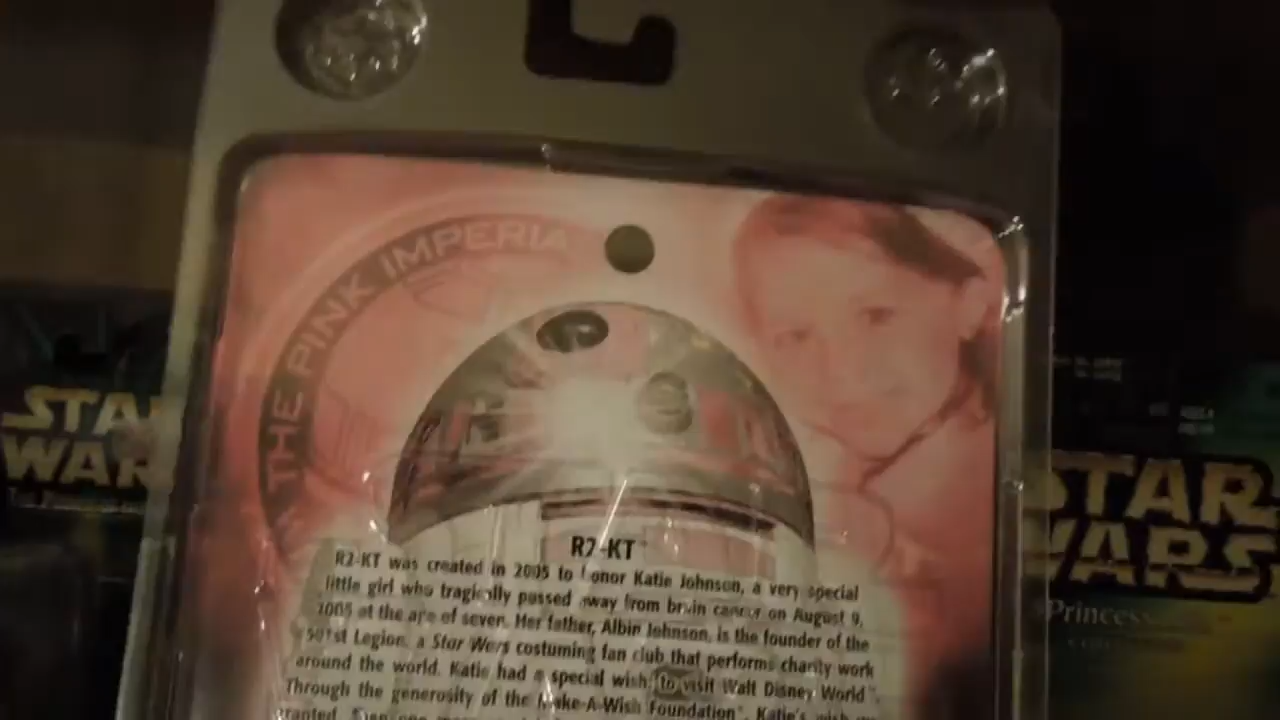 THE PINK IMPERIA
STAR
WARS
STAR
WARS
Princess
R2-KT
R2-KT was created in 2005 to honor Katie Johnson, a very special
little girl who tragically passed away from brain cancer on August 9,
2005 at the age of seven. Her father, Albin Johnson, is the founder of the
501st Legion, a Star Wars costuming fan club that performs charity work
around the world. Katie had a special wish: to visit Walt Disney World
Through the generosity of the Make-A-Wish Foundation, Katie's wish
granted.